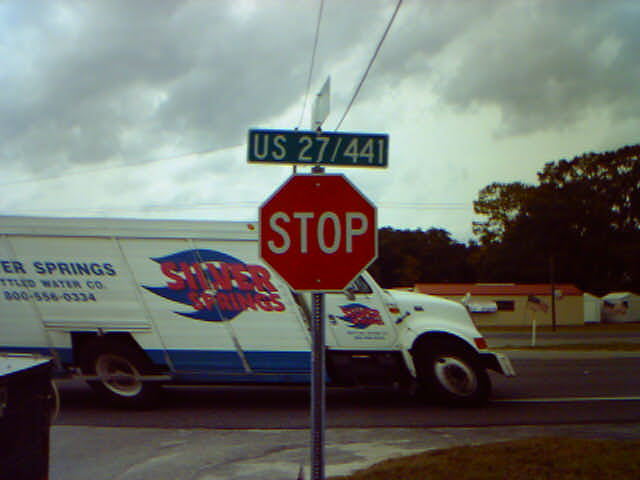 US 27/441
STOP
ER SPRINGS
TTLED WATER CO.
800-556-0334
SILVER
SPRINGS